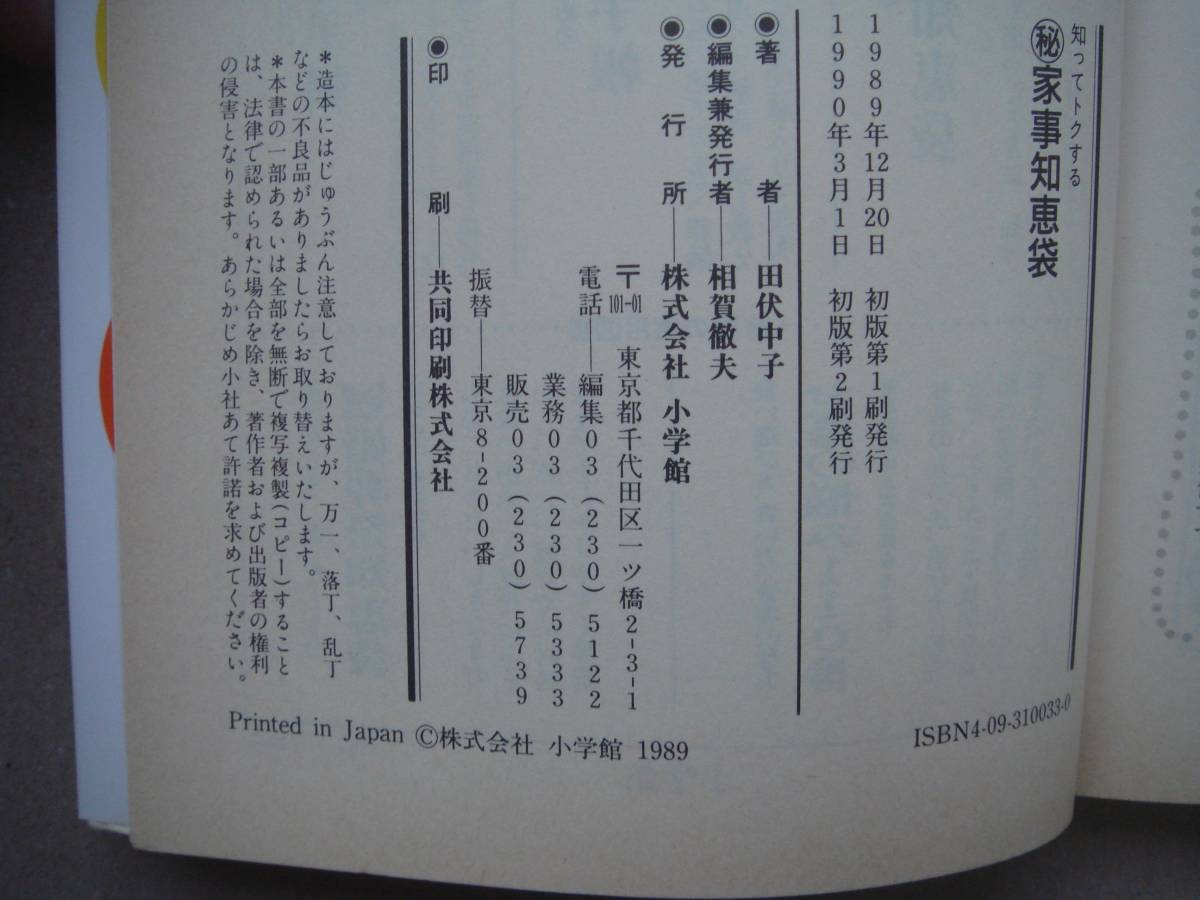 知ってトクする
㊙家事知恵袋
1989年12月20日 初版第1刷発行
1990年3月1日 初版第2刷発行
●著者──田伏中子
●編集兼発行者──相賀徹夫
●発行所──株式会社 小学館
〒101-01 東京都千代田区一ツ橋2-3-1
電話──編集03（230）5122
業務03（230）5333
販売03（230）5739
振替──東京8-200番
●印刷──共同印刷株式会社
＊造本にはじゅうぶん注意しておりますが、万一、落丁、乱丁
などの不良品がありましたらお取り替えいたします。
＊本書の一部あるいは全部を無断で複写複製(コピー)すること
は、法律で認められた場合を除き、著作者および出版者の権利
の侵害となります。あらかじめ小社あて許諾を求めてください。
Printed in Japan ©株式会社 小学館 1989
ISBN4-09-310033-0